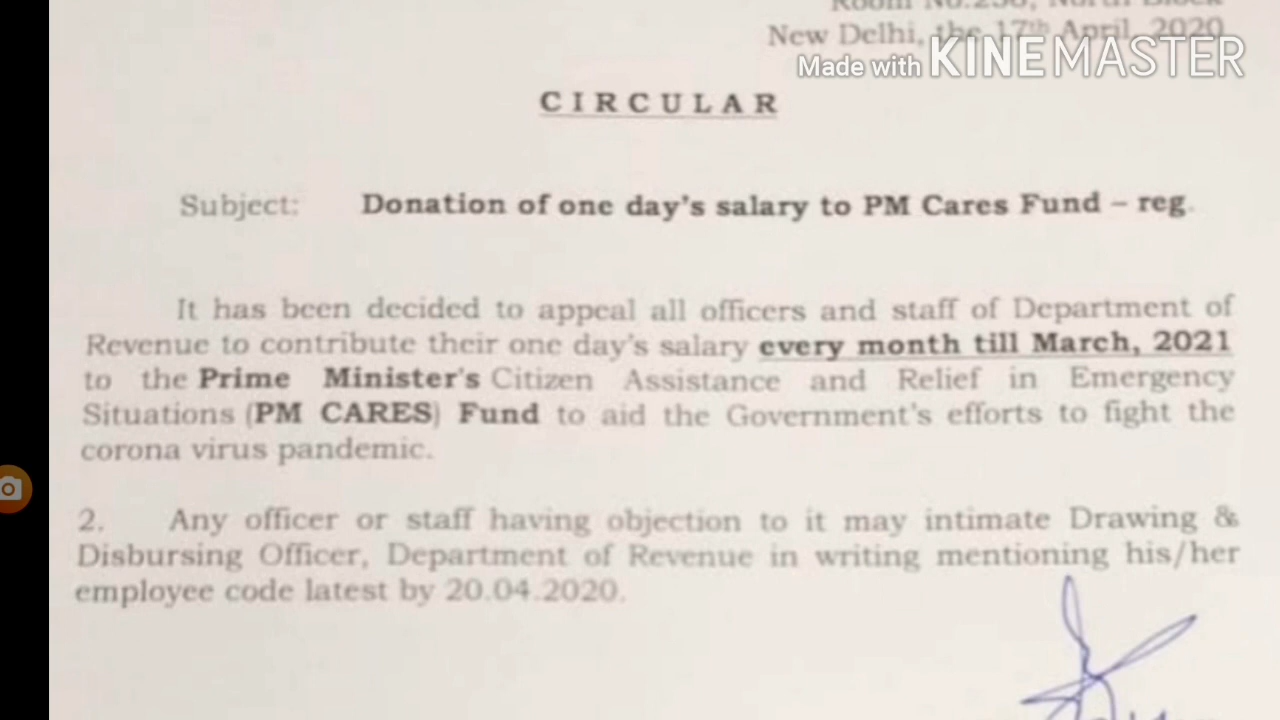 Room No.238, North Block
New Delhi, the 17th April, 2020
Made with KINEMASTER
CIRCULAR
Subject: Donation of one day's salary to PM Cares Fund – reg.
It has been decided to appeal all officers and staff of Department of
Revenue to contribute their one day's salary every month till March, 2021
to the Prime Minister's Citizen Assistance and Relief in Emergency
Situations (PM CARES) Fund to aid the Government's efforts to fight the
corona virus pandemic.
2. Any officer or staff having objection to it may intimate Drawing &
Disbursing Officer, Department of Revenue in writing mentioning his/her
employee code latest by 20.04.2020.